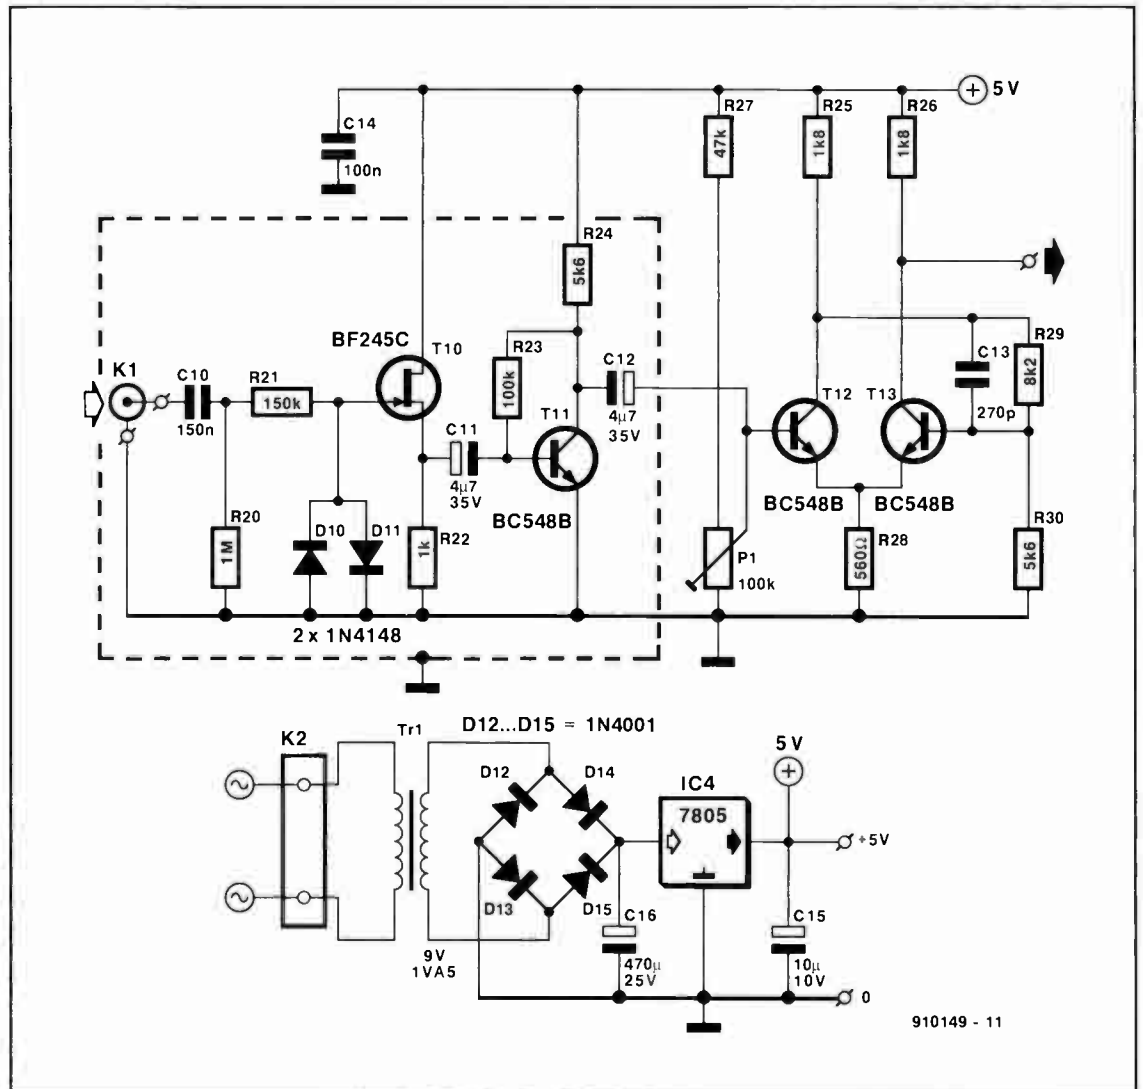 5 V
R27
R25
R26
C14
100n
47k
1k8
1k8
R24
5k6
BF245C
R29
K1
C10
R21
T10
R23
C12
C13
8k2
150k
100k
T12
T13
150n
C11
T11
4µ7
35V
270p
R20
4µ7
35V
BC548B
BC548B
BC548B
R30
D10
D11
R22
R28
1M
1k
P1
100k
560Ω
5k6
2 x 1N4148
D12...D15 = 1N4001
K2
Tr1
5 V
D12
D14
IC4
7805
+5V
D13
D15
C16
C15
9V
1VA5
470µ
25V
10µ
10V
0
910149 - 11